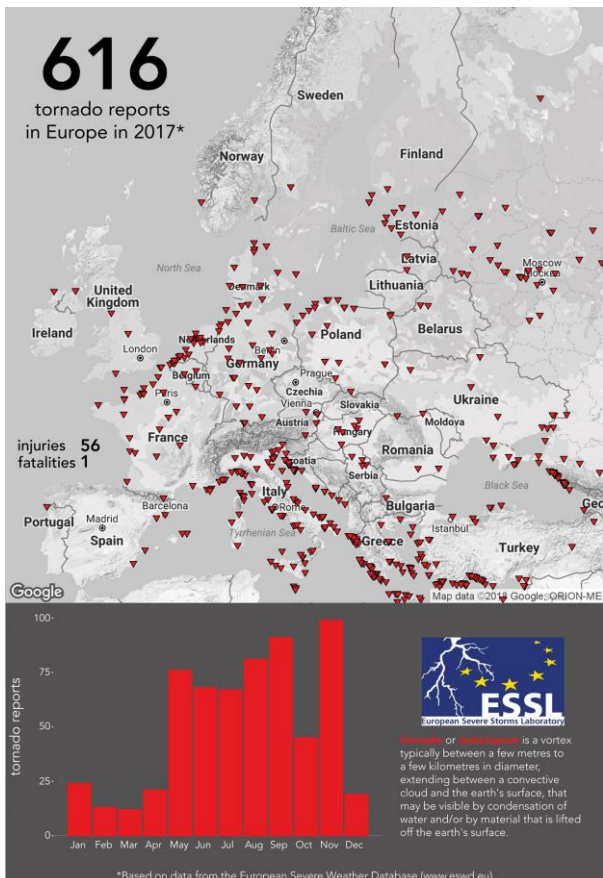 616
tornado reports
in Europe in 2017*
Sweden
Norway
Finland
Baltic Sea
Estonia
North Sea
Latvia
Moscow
Москва
Denmark
Lithuania
United
Kingdom
Ireland
Netherlands
Belarus
London
Berlin
Poland
Germany
Belgium
Prague
Czechia
Ukraine
Paris
Vienna
Slovakia
Austria
Moldova
Hungary
France
injuries 56
fatalities 1
Croatia
Romania
Serbia
Italy
Black Sea
Barcelona
Rome
Bulgaria
Portugal
Madrid
Istanbul
Spain
Tyrrhenian Sea
Greece
Turkey
Google
Map data ©2018 Google, ORION-ME
tornado reports
100
75
50
25
0
Jan Feb Mar Apr May Jun Jul Aug Sep Oct Nov Dec
ESSL
European Severe Storms Laboratory
tornado or waterspout is a vortex
typically between a few metres to
a few kilometres in diameter,
extending between a convective
cloud and the earth's surface, that
may be visible by condensation of
water and/or by material that is lifted
off the earth's surface.
*Based on data from the European Severe Weather Database (www.eswd.eu)